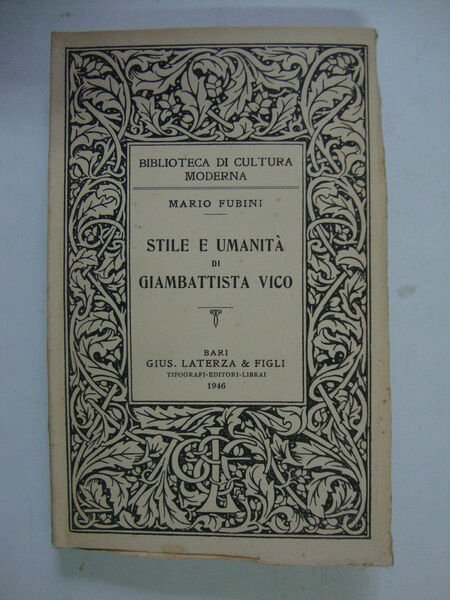 BIBLIOTECA DI CULTURA
MODERNA
MARIO FUBINI
STILE E UMANITÀ
DI
GIAMBATTISTA VICO
BARI
GIUS. LATERZA & FIGLI
TIPOGRAFI-EDITORI-LIBRAI
1946